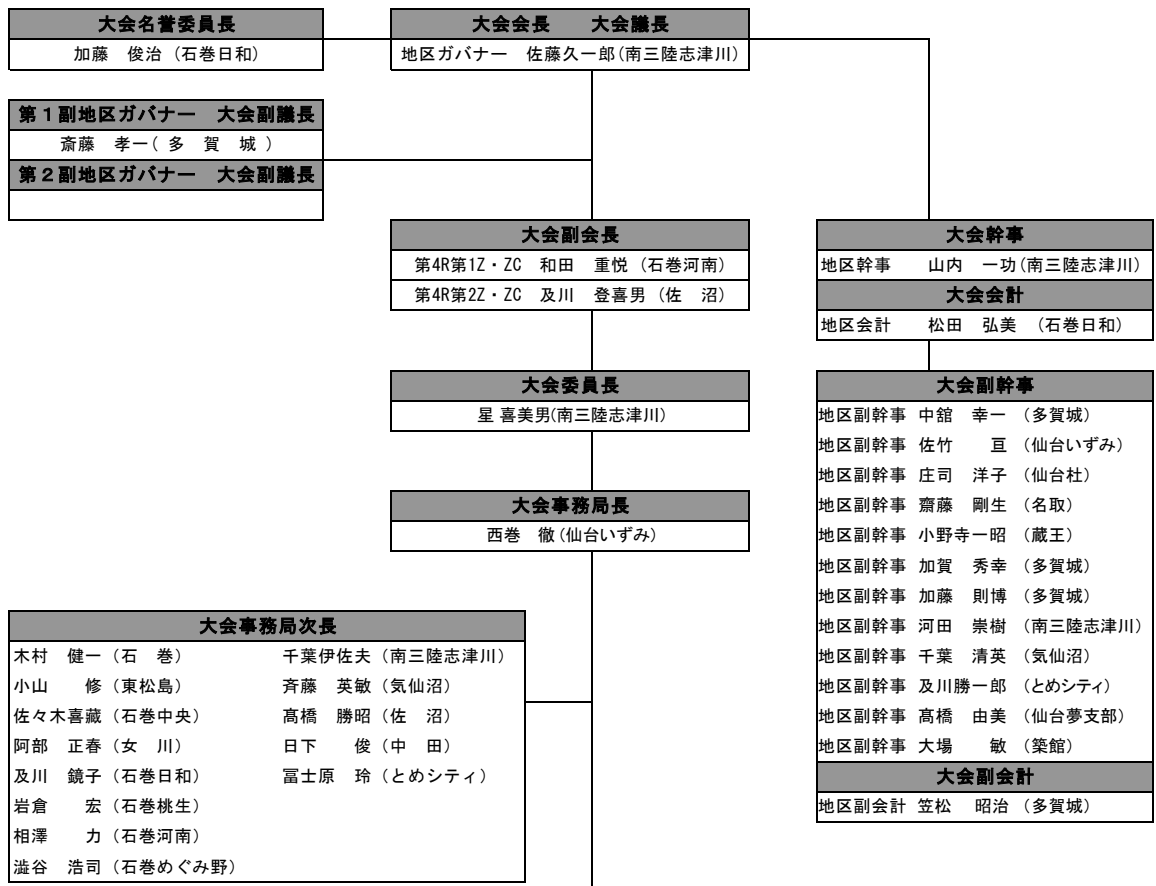 大会名誉委員長
加藤　俊治（石巻日和）
大会会長　　大会議長
地区ガバナー　佐藤久一郎(南三陸志津川)
第１副地区ガバナー　大会副議長
斎藤　孝一( 多　賀　城 )
第２副地区ガバナー　大会副議長
大会副会長
第4R第1Z・ZC　和田　重悦（石巻河南）
第4R第2Z・ZC　及川　登喜男（佐　沼）
大会委員長
星 喜美男(南三陸志津川)
大会事務局長
西巻　徹(仙台いずみ)
大会幹事
地区幹事　　山内　一功(南三陸志津川)
大会会計
地区会計　　松田　弘美　（石巻日和）
大会副幹事
地区副幹事 中舘　幸一 （多賀城）
地区副幹事 佐竹　　亘 （仙台いずみ）
地区副幹事 庄司　洋子 （仙台杜）
地区副幹事 齋藤　剛生 （名取）
地区副幹事 小野寺一昭 （蔵王）
地区副幹事 加賀　秀幸 （多賀城）
地区副幹事 加藤　則博 （多賀城）
地区副幹事 河田　崇樹 （南三陸志津川）
地区副幹事 千葉　清英 （気仙沼）
地区副幹事 及川勝一郎 （とめシティ）
地区副幹事 髙橋　由美 （仙台夢支部）
地区副幹事 大場　　敏 （築館）
大会副会計
地区副会計 笠松　昭治 （多賀城）
大会事務局次長
木村　健一（石　巻）　　千葉伊佐夫（南三陸志津川）
小山　　修（東松島）　　斉藤　英敏（気仙沼）
佐々木喜藏（石巻中央）　　髙橋　勝昭（佐　沼）
阿部　正春（女　川）　　日下　　俊（中　田）
及川　鏡子（石巻日和）　　冨士原　玲（とめシティ）
岩倉　　宏（石巻桃生）
相澤　　力（石巻河南）
澁谷　浩司（石巻めぐみ野）